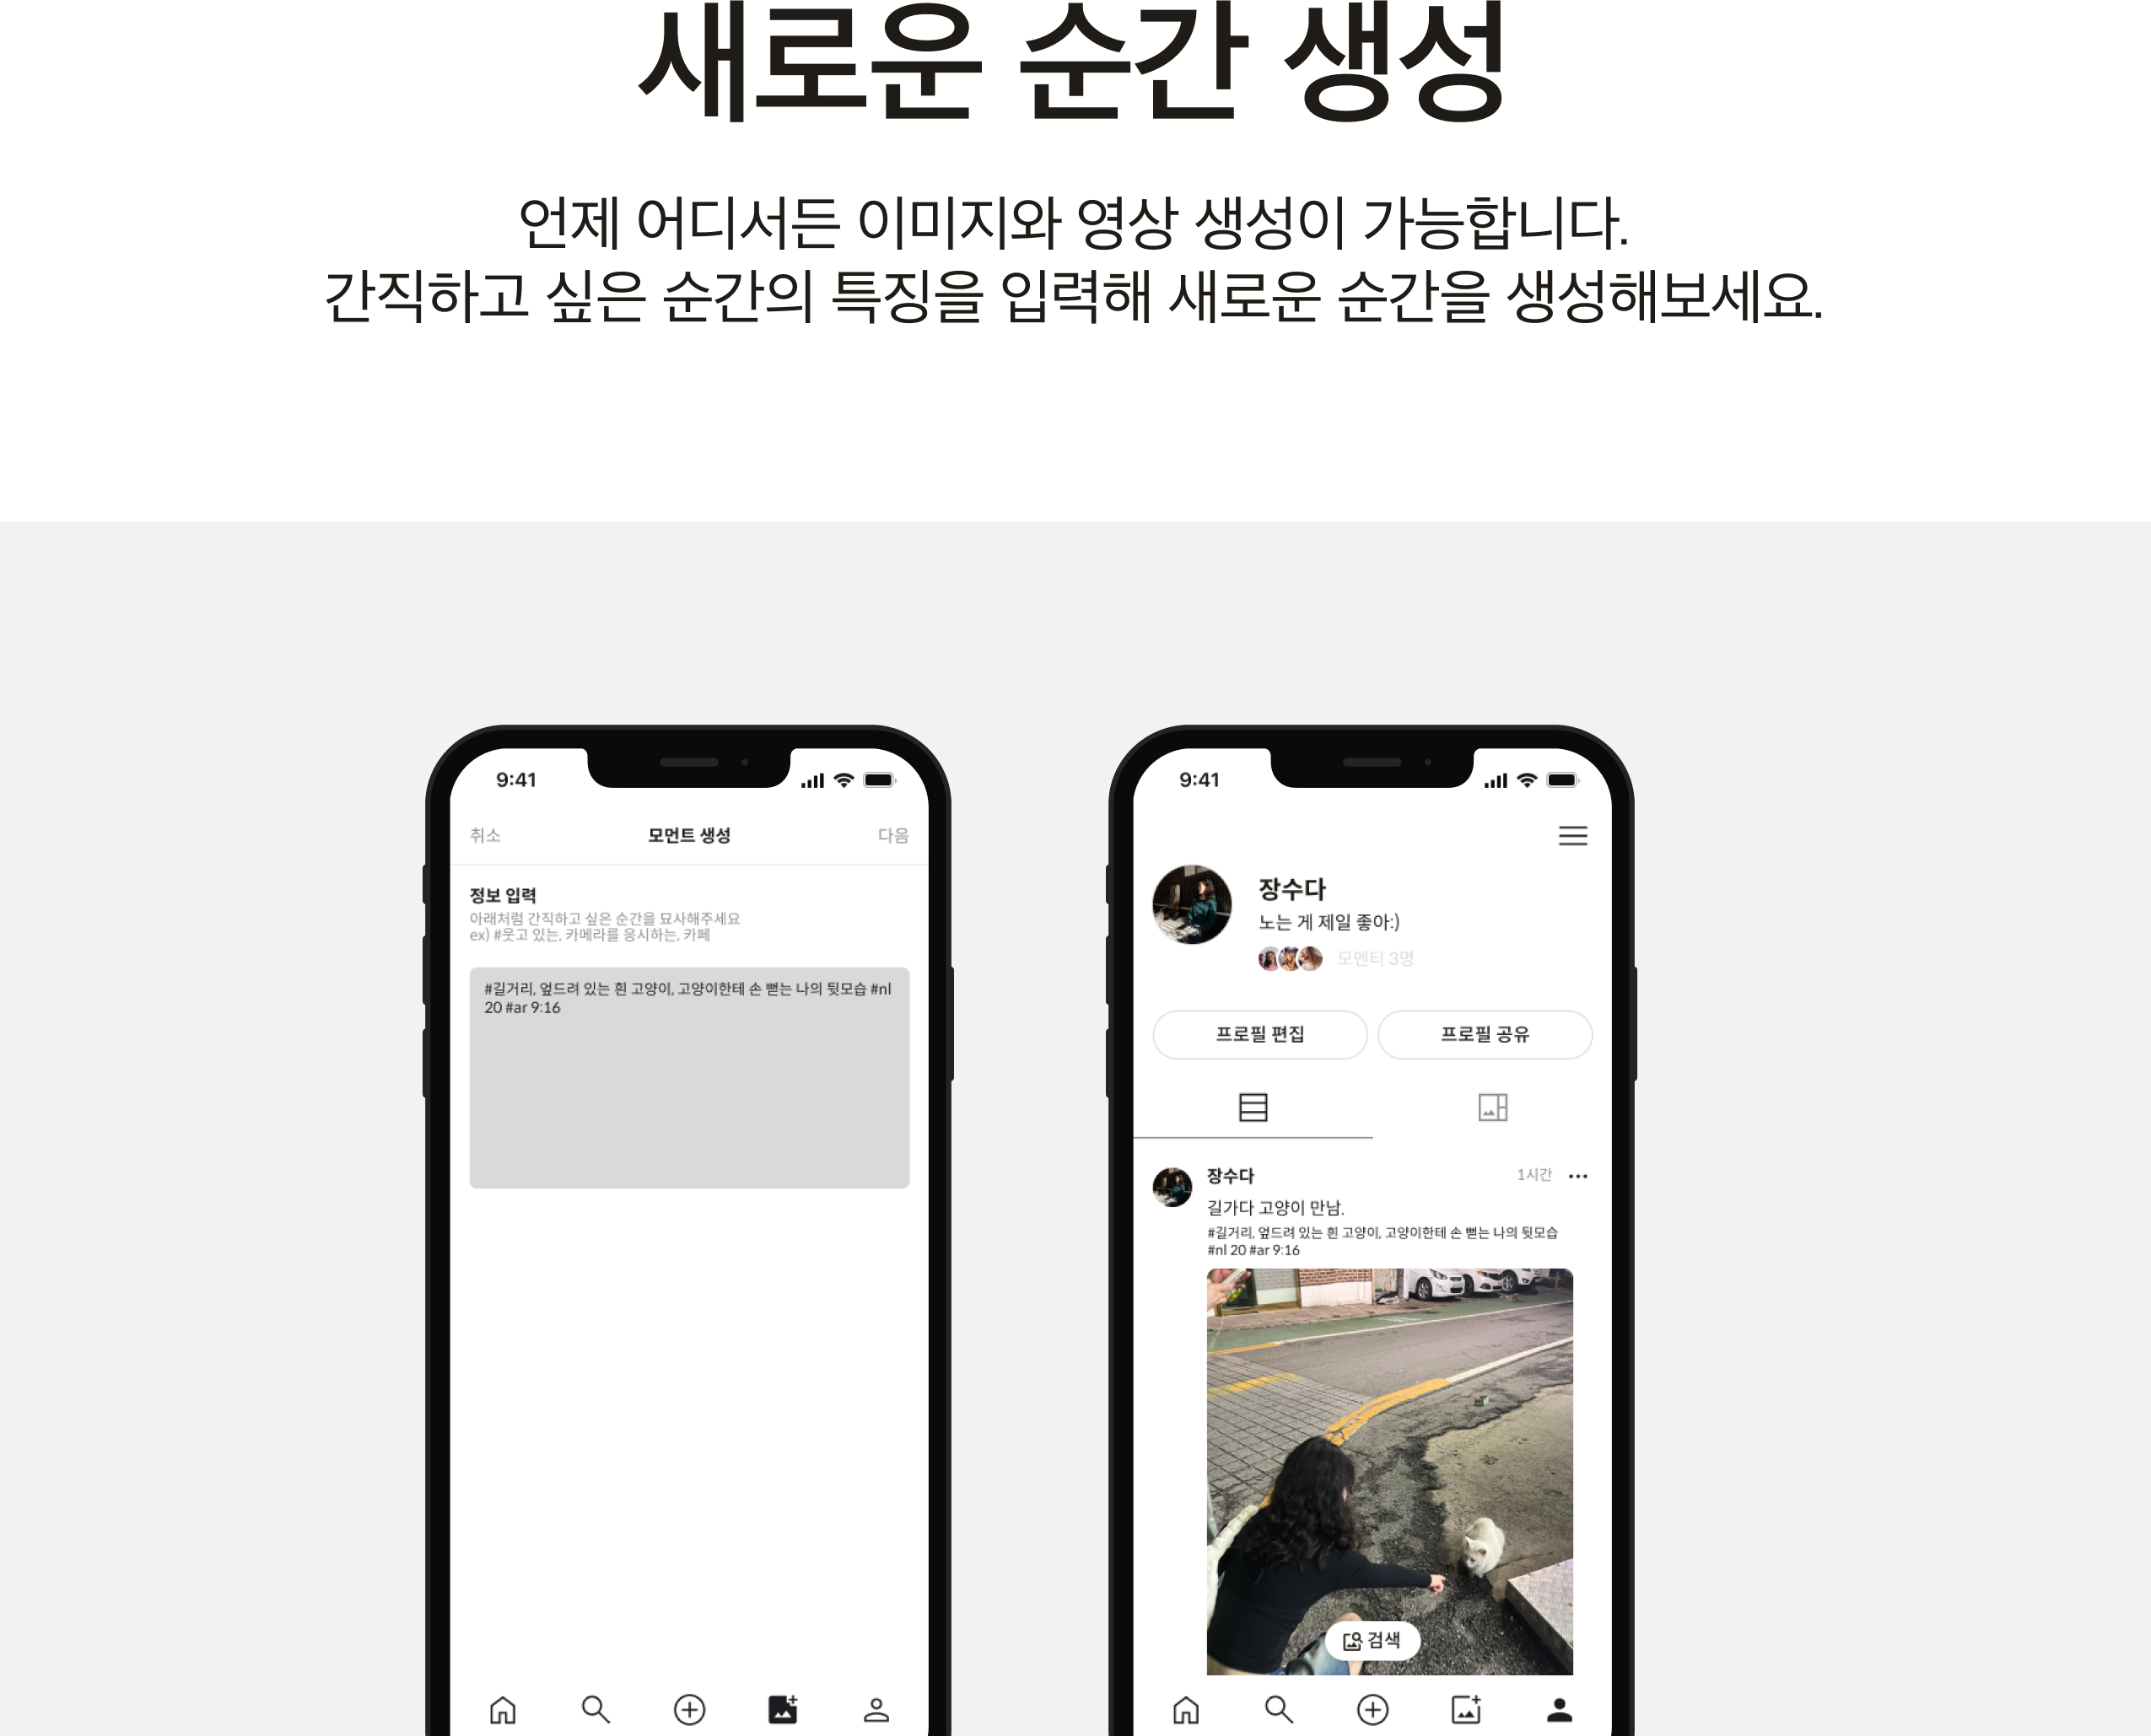 새로운 순간 생성
언제 어디서든 이미지와 영상 생성이 가능합니다.
간직하고 싶은 순간의 특징을 입력해 새로운 순간을 생성해보세요.
9:41
취소 모먼트 생성 다음
정보 입력
아래처럼 간직하고 싶은 순간을 묘사해주세요
ex) #웃고 있는, 카메라를 응시하는, 카페
#길거리, 엎드려 있는 흰 고양이, 고양이한테 손 뻗는 나의 뒷모습 #nl
20 #ar 9:16
9:41
장수다
노는 게 제일 좋아:)
모멘티 3명
프로필 편집 프로필 공유
장수다 1시간
길가다 고양이 만남.
#길거리, 엎드려 있는 흰 고양이, 고양이한테 손 뻗는 나의 뒷모습
#nl 20 #ar 9:16
검색